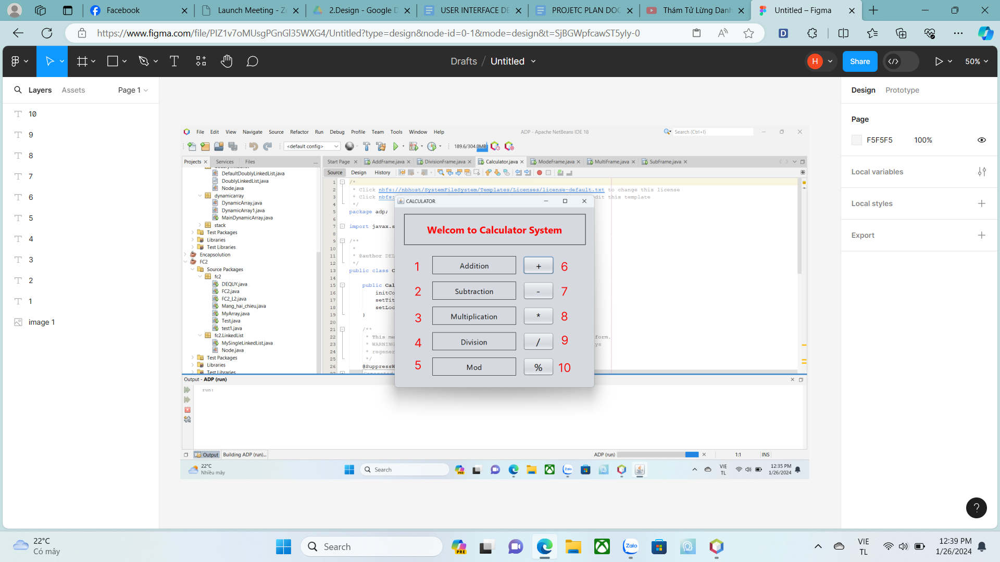 Facebook
Launch Meeting - Zo
2.Design - Google D
USER INTERFACE DE
PROJETC PLAN DOC
Thám Tử Lừng Danh
Untitled – Figma
https://www.figma.com/file/PIZ1v7oMUsgPGnGl35WXG4/Untitled?type=design&node-id=0-1&mode=design&t=SjBGWpfcawST5yIy-0
Drafts / Untitled
H
Share
50%
Layers
Assets
Page 1
10
9
8
7
6
5
4
3
2
1
image 1
File Edit View Navigate Source Refactor Run Debug Profile Team Tools Window Help
ADP - Apache NetBeans IDE 18
Search (Ctrl+I)
<default config>
189.6/304.0MB
Projects
Services
Files
Start Page
AddFrame.java
DivisionFrame.java
Calculator.java
ModeFrame.java
MultiFrame.java
SubFrame.java
Source
Design
History
DefaultDoublyLinkedList.java
DoublyLinkedList.java
Node.java
dynamicarray
DynamicArray.java
DynamicArray1.java
MainDynamicArray.java
stack
Test Packages
Libraries
Test Libraries
Encapsolution
FC2
Source Packages
fc2
DEQUY.java
FC2.java
FC2_L2.java
Mang_hai_chieu.java
MyArray.java
Test.java
test1.java
fc2.LinkedList
MySingleLinkedList.java
Node.java
Test Packages
Libraries
Test Libraries
1 /*
2 * Click nbfs://nbhost/SystemFileSystem/Templates/Licenses/license-default.txt to change this license
3 * Click nbfs: dit this template
4 */
5 package adp;
6
7 import javax.s
8
9 /**
10 *
11 * @author DEL
12 */
13 public class C
14
15 public Cal
16 initCo
17 setTit
18 setLoc
19 }
20
21 /**
22 * This me form.
23 * WARNING ys
24 * regener
25 */
26 @SuppressW
27
CALCULATOR
Welcom to Calculator System
1 Addition + 6
2 Subtraction - 7
3 Multiplication * 8
4 Division / 9
5 Mod % 10
Output - ADP (run)
run:
Output
Building ADP (run)...
ADP (run)
1:1
INS
22°C
Nhiều mây
Search
PRE
Zalo
VIE
TL
12:35 PM
1/26/2024
Design
Prototype
Page
F5F5F5
100%
Local variables
Local styles
Export
?
22°C
Có mây
Search
PRE
Zalo
VIE
TL
12:39 PM
1/26/2024